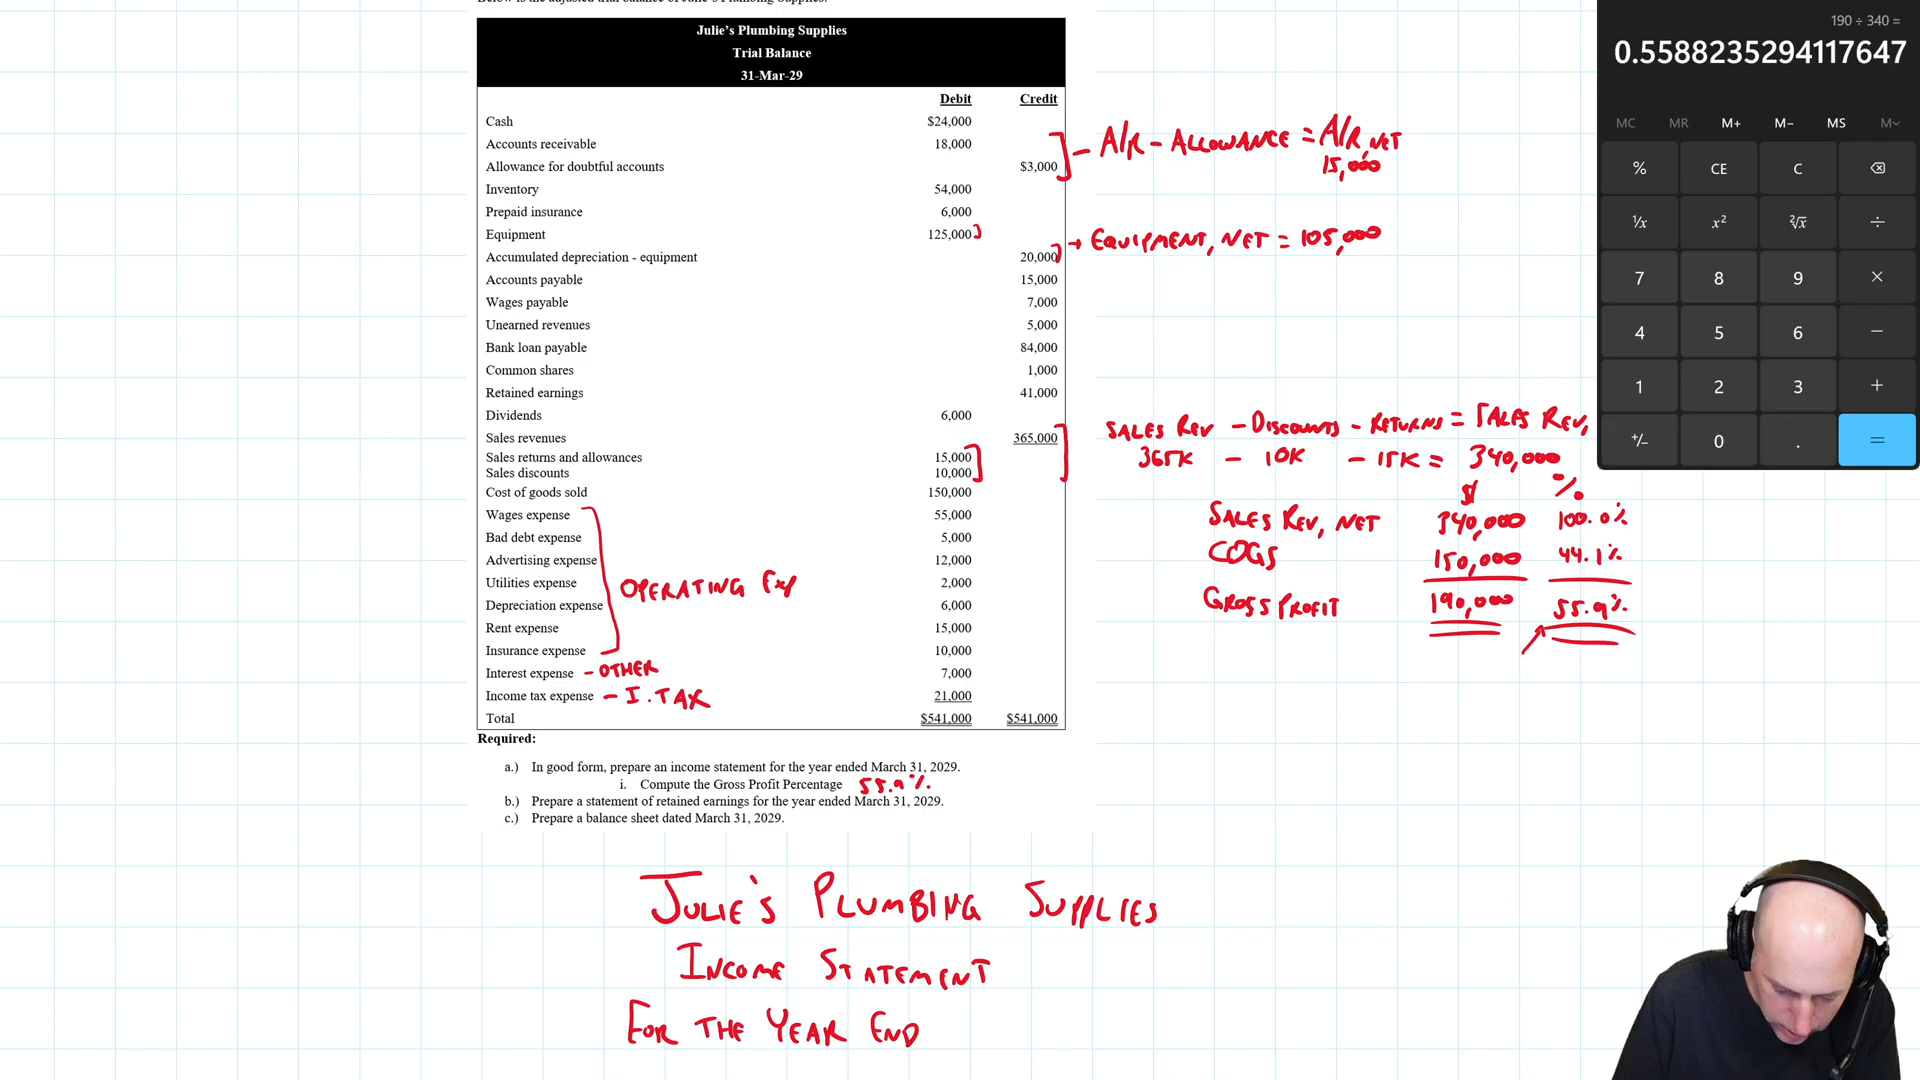 Below is the adjusted trial balance of Julie's Plumbing Supplies.
Julie's Plumbing Supplies
Trial Balance
31-Mar-29
Debit Credit
Cash $24,000
Accounts receivable 18,000
Allowance for doubtful accounts $3,000
Inventory 54,000
Prepaid insurance 6,000
Equipment 125,000
Accumulated depreciation - equipment 20,000
Accounts payable 15,000
Wages payable 7,000
Unearned revenues 5,000
Bank loan payable 84,000
Common shares 1,000
Retained earnings 41,000
Dividends 6,000
Sales revenues 365,000
Sales returns and allowances 15,000
Sales discounts 10,000
Cost of goods sold 150,000
Wages expense 55,000
Bad debt expense 5,000
Advertising expense 12,000
Utilities expense 2,000
Depreciation expense 6,000
Rent expense 15,000
Insurance expense 10,000
Interest expense - OTHER 7,000
Income tax expense - I. TAX 21,000
Total $541,000 $541,000
OPERATING EXP
Required:
a.) In good form, prepare an income statement for the year ended March 31, 2029.
i. Compute the Gross Profit Percentage 55.9%
b.) Prepare a statement of retained earnings for the year ended March 31, 2029.
c.) Prepare a balance sheet dated March 31, 2029.
- A/R - ALLOWANCE = A/R, NET
15,000
→ EQUIPMENT, NET = 105,000
SALES REV - DISCOUNTS - RETURNS = SALES REV,
365K - 10K - 15K = 340,000
$ %
SALES REV, NET 340,000 100.0%
COGS 150,000 44.1%
GROSS PROFIT 190,000 55.9%
JULIE'S PLUMBING SUPPLIES
INCOME STATEMENT
FOR THE YEAR END
190 ÷ 340 =
0.5588235294117647
MC MR M+ M− MS M˅
% CE C ⌫
¹/x x² ²√x ÷
7 8 9 ×
4 5 6 −
1 2 3 +
+/− 0 . =